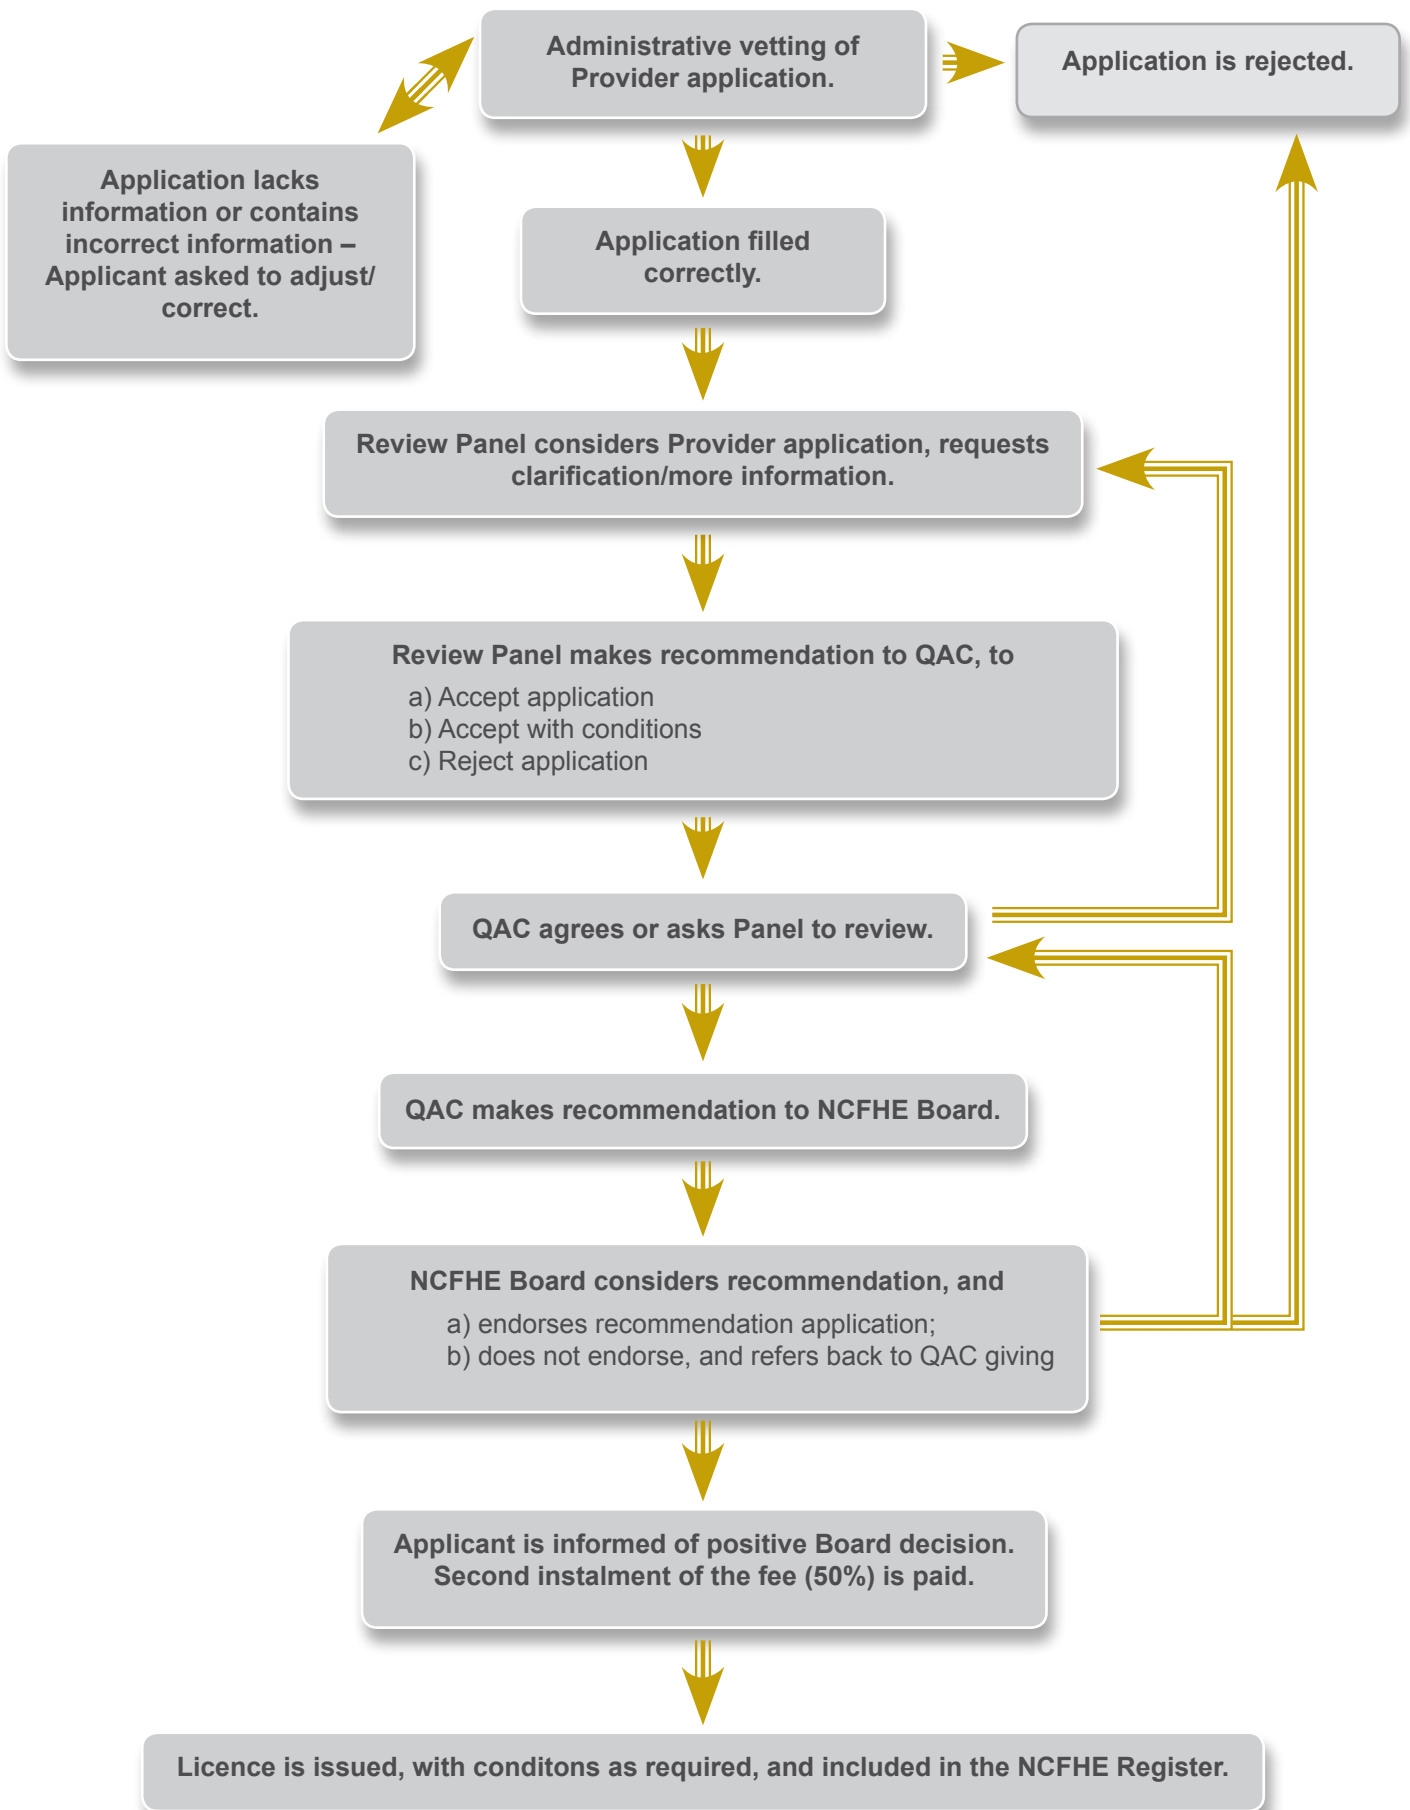 Administrative vetting of
Provider application.
Application is rejected.
Application lacks
information or contains
incorrect information –
Applicant asked to adjust/
correct.
Application filled
correctly.
Review Panel considers Provider application, requests
clarification/more information.
Review Panel makes recommendation to QAC, to
a) Accept application
b) Accept with conditions
c) Reject application
QAC agrees or asks Panel to review.
QAC makes recommendation to NCFHE Board.
NCFHE Board considers recommendation, and
a) endorses recommendation application;
b) does not endorse, and refers back to QAC giving
Applicant is informed of positive Board decision.
Second instalment of the fee (50%) is paid.
Licence is issued, with conditons as required, and included in the NCFHE Register.